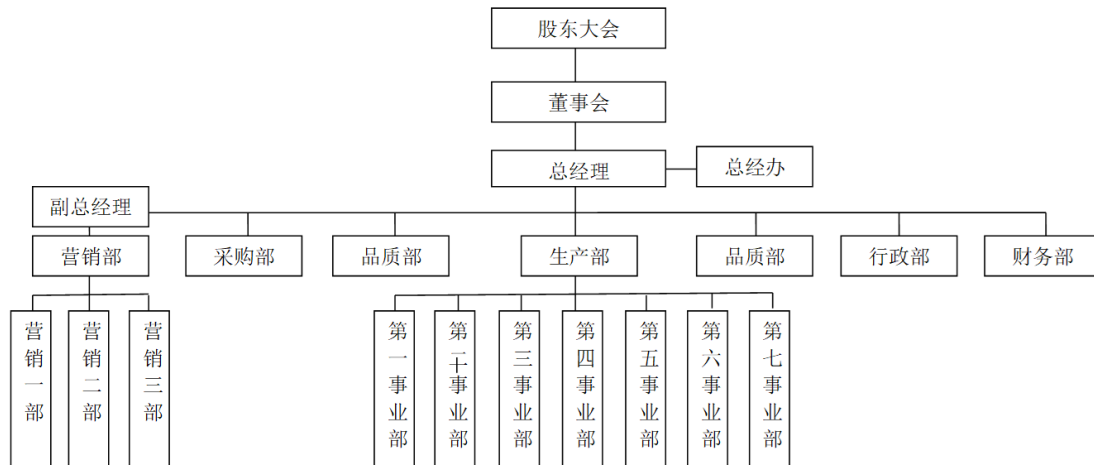 股东大会
董事会
总经理
总经办
副总经理
营销部
采购部
品质部
生产部
品质部
行政部
财务部
营销一部
营销二部
营销三部
第一事业部
第二十事业部
第三事业部
第四事业部
第五事业部
第六事业部
第七事业部